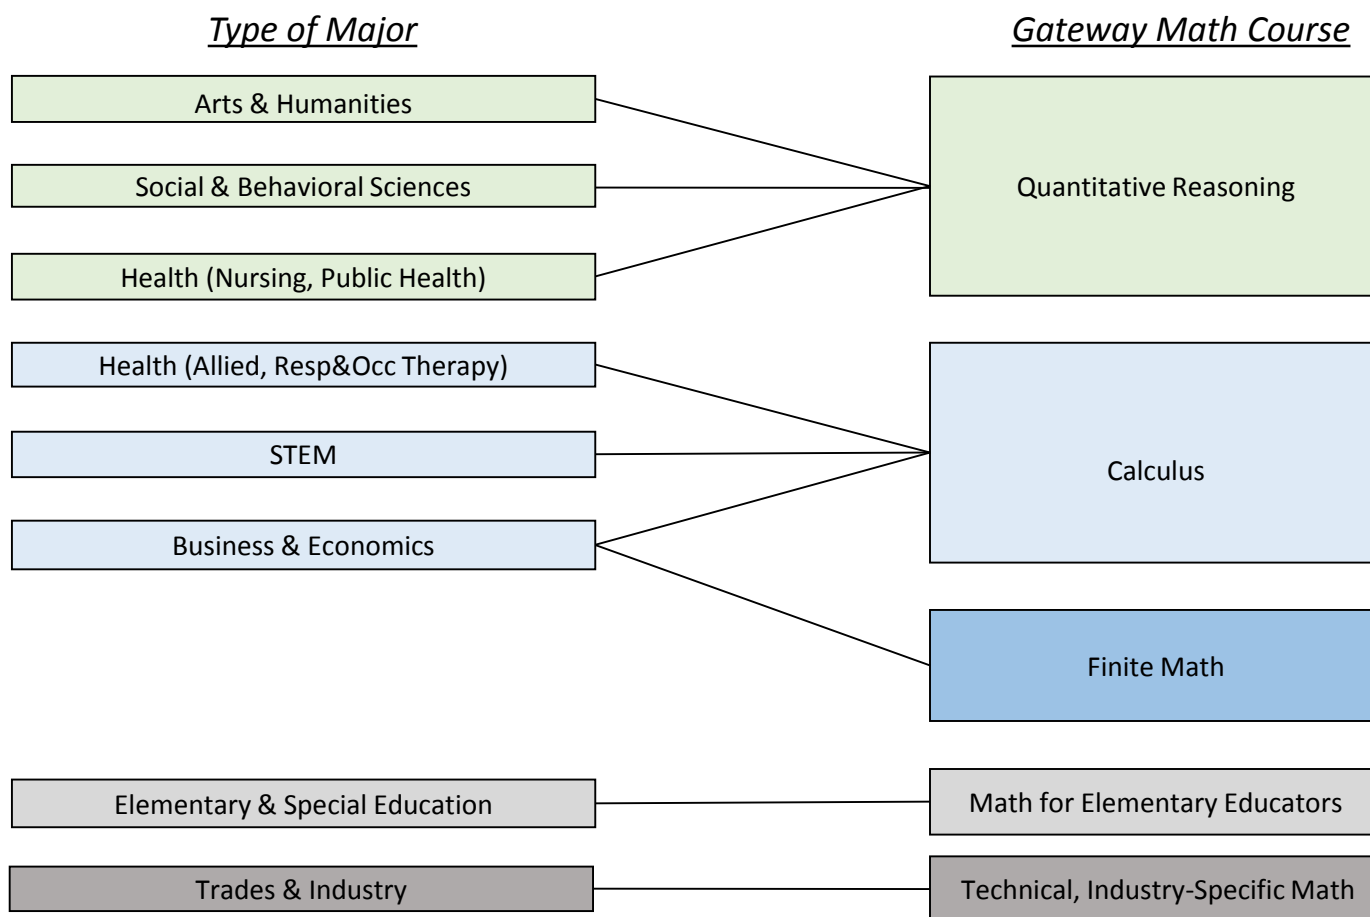 Type of Major
Gateway Math Course
Arts & Humanities
Social & Behavioral Sciences
Health (Nursing, Public Health)
Quantitative Reasoning
Health (Allied, Resp&Occ Therapy)
STEM
Business & Economics
Calculus
Finite Math
Elementary & Special Education
Math for Elementary Educators
Trades & Industry
Technical, Industry-Specific Math